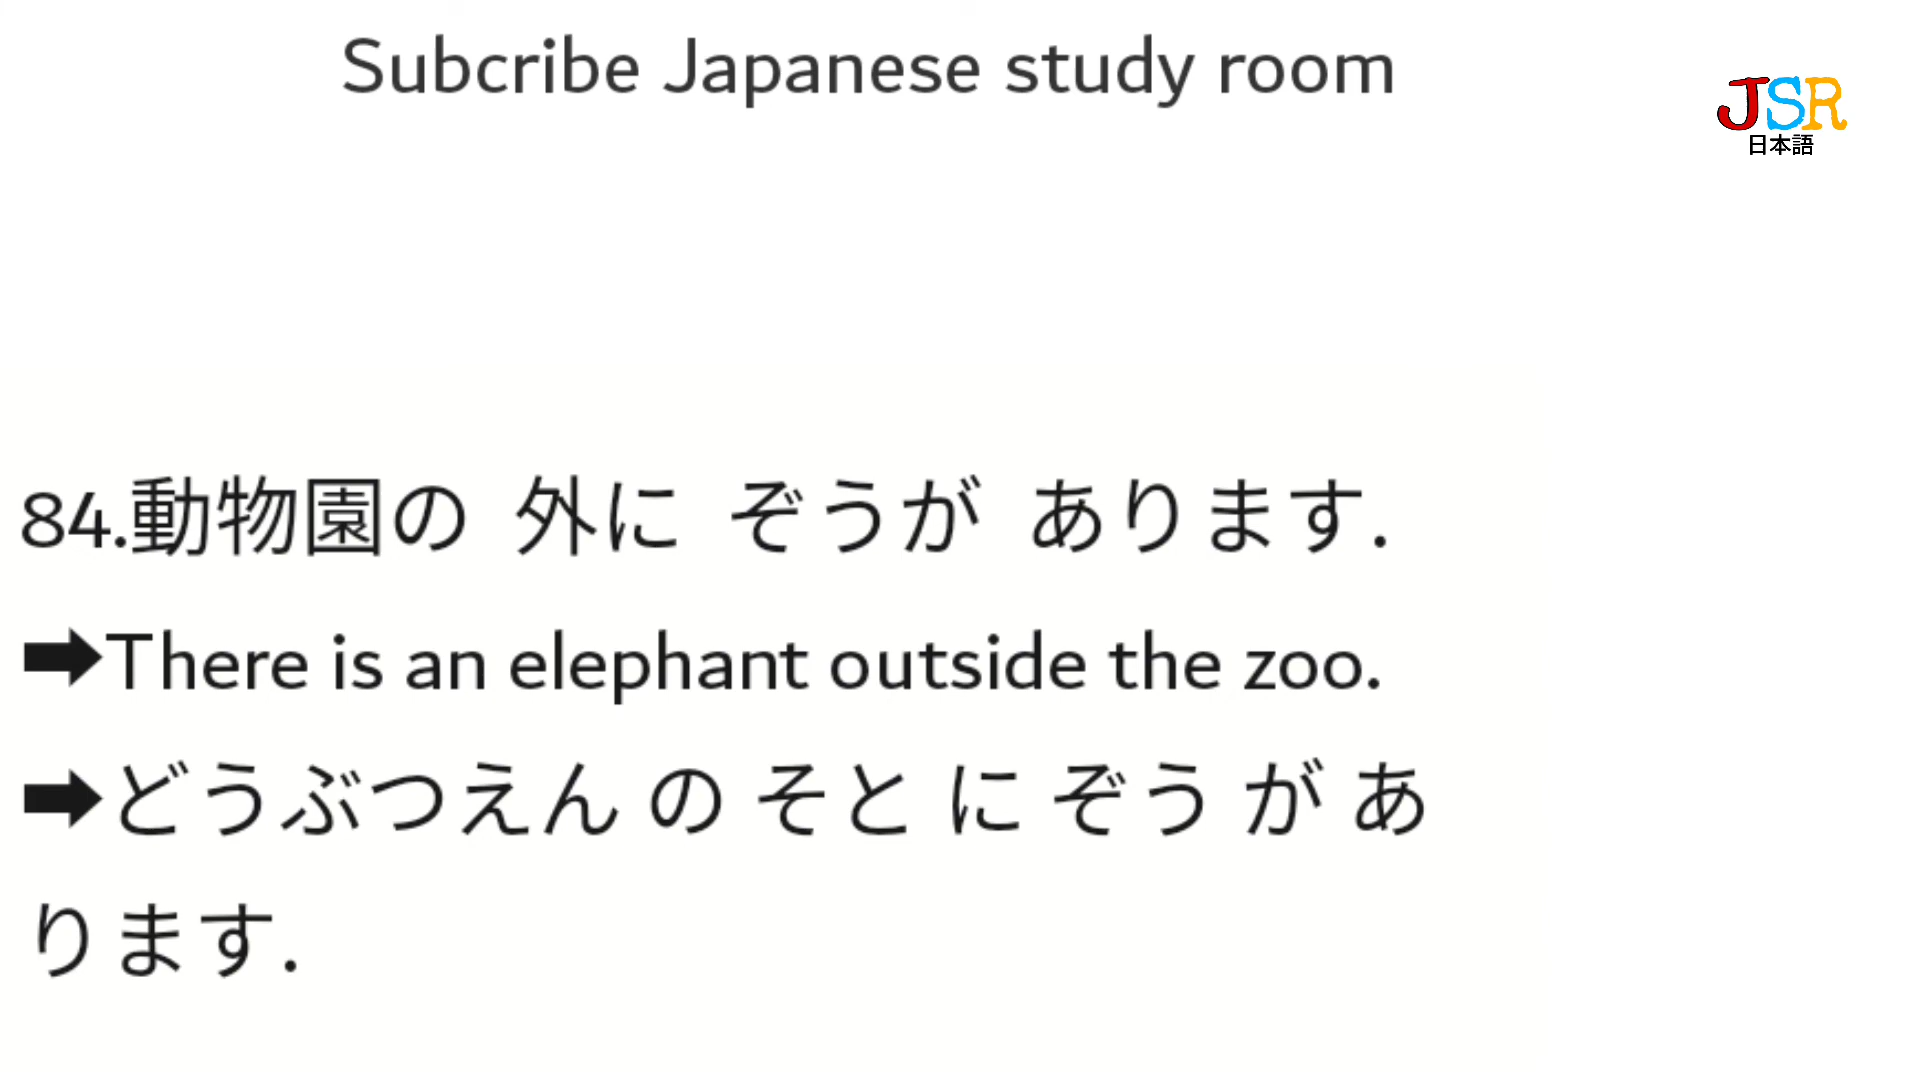 Subcribe Japanese study room
JSR
日本語
84.動物園の 外に ぞうが あります.
➡There is an elephant outside the zoo.
➡どうぶつえん の そと に ぞう が あ
ります.